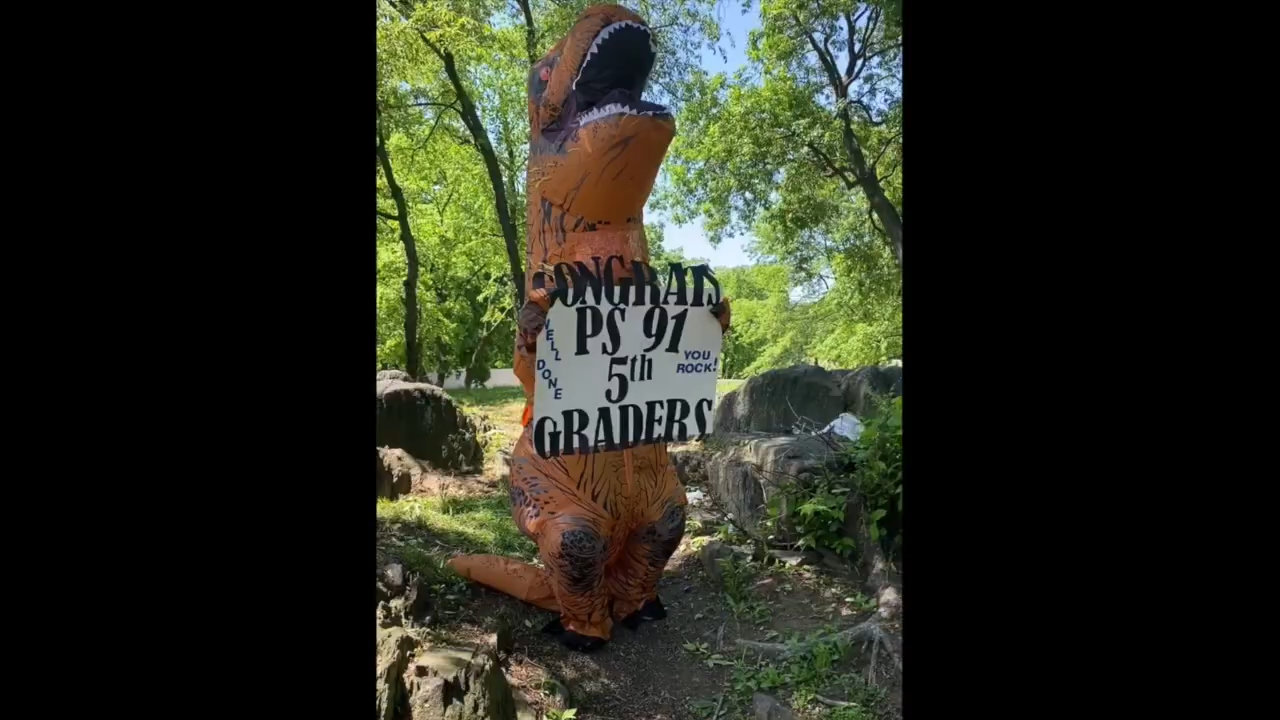 CONGRATS
PS 91
WELL DONE
YOU
ROCK!
5th
GRADERS